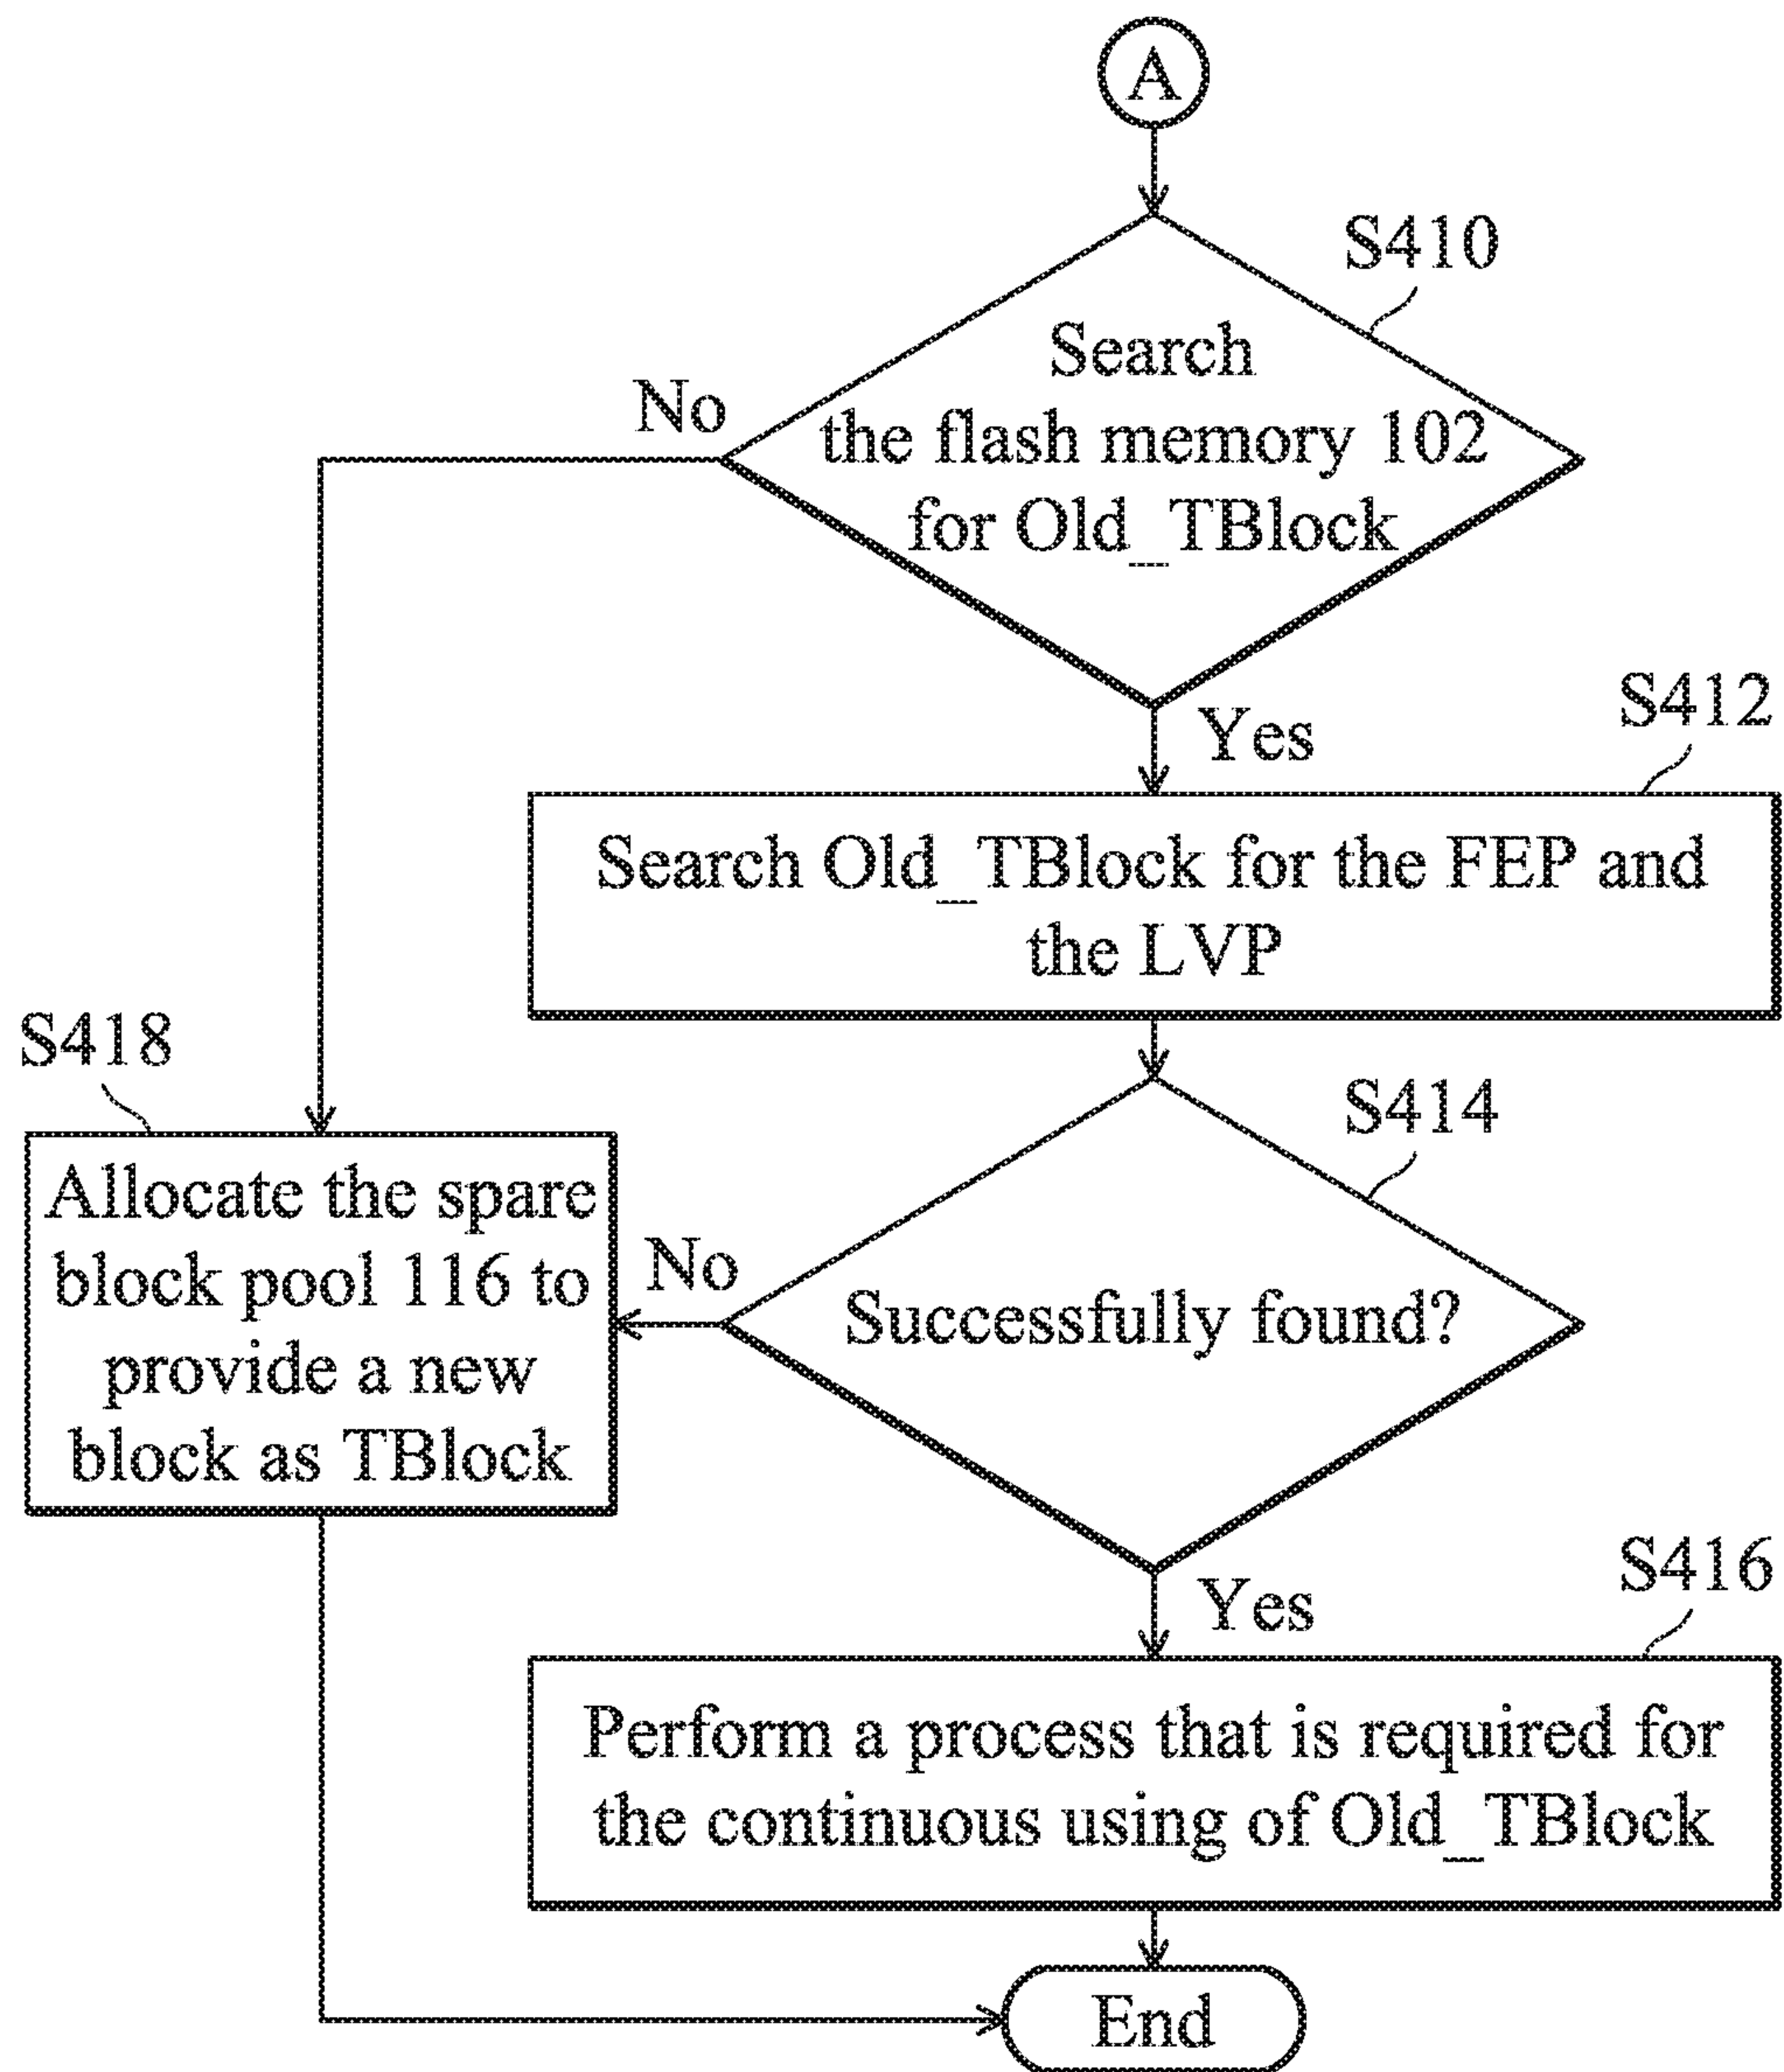 A
S410
Search
the flash memory 102
for Old_TBlock
No
Yes
S412
Search Old_TBlock for the FEP and
the LVP
S418
Allocate the spare
block pool 116 to
provide a new
block as TBlock
S414
No
Successfully found?
Yes
S416
Perform a process that is required for
the continuous using of Old_TBlock
End